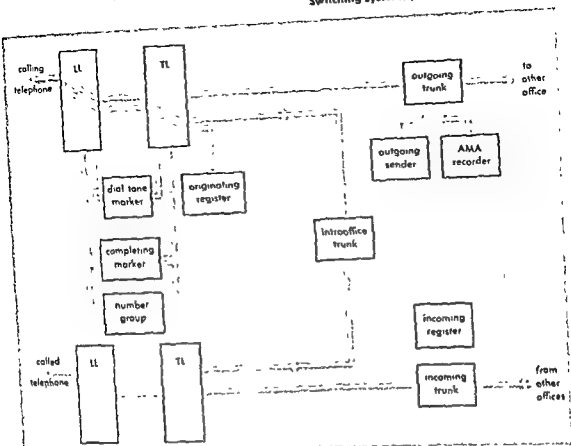 calling
telephone
LL
TL
outgoing
trunk
to
other
office
outgoing
sender
AMA
recorder
dial tone
marker
originating
register
completing
marker
intraoffice
trunk
number
group
incoming
register
called
telephone
LL
TL
incoming
trunk
from
other
offices